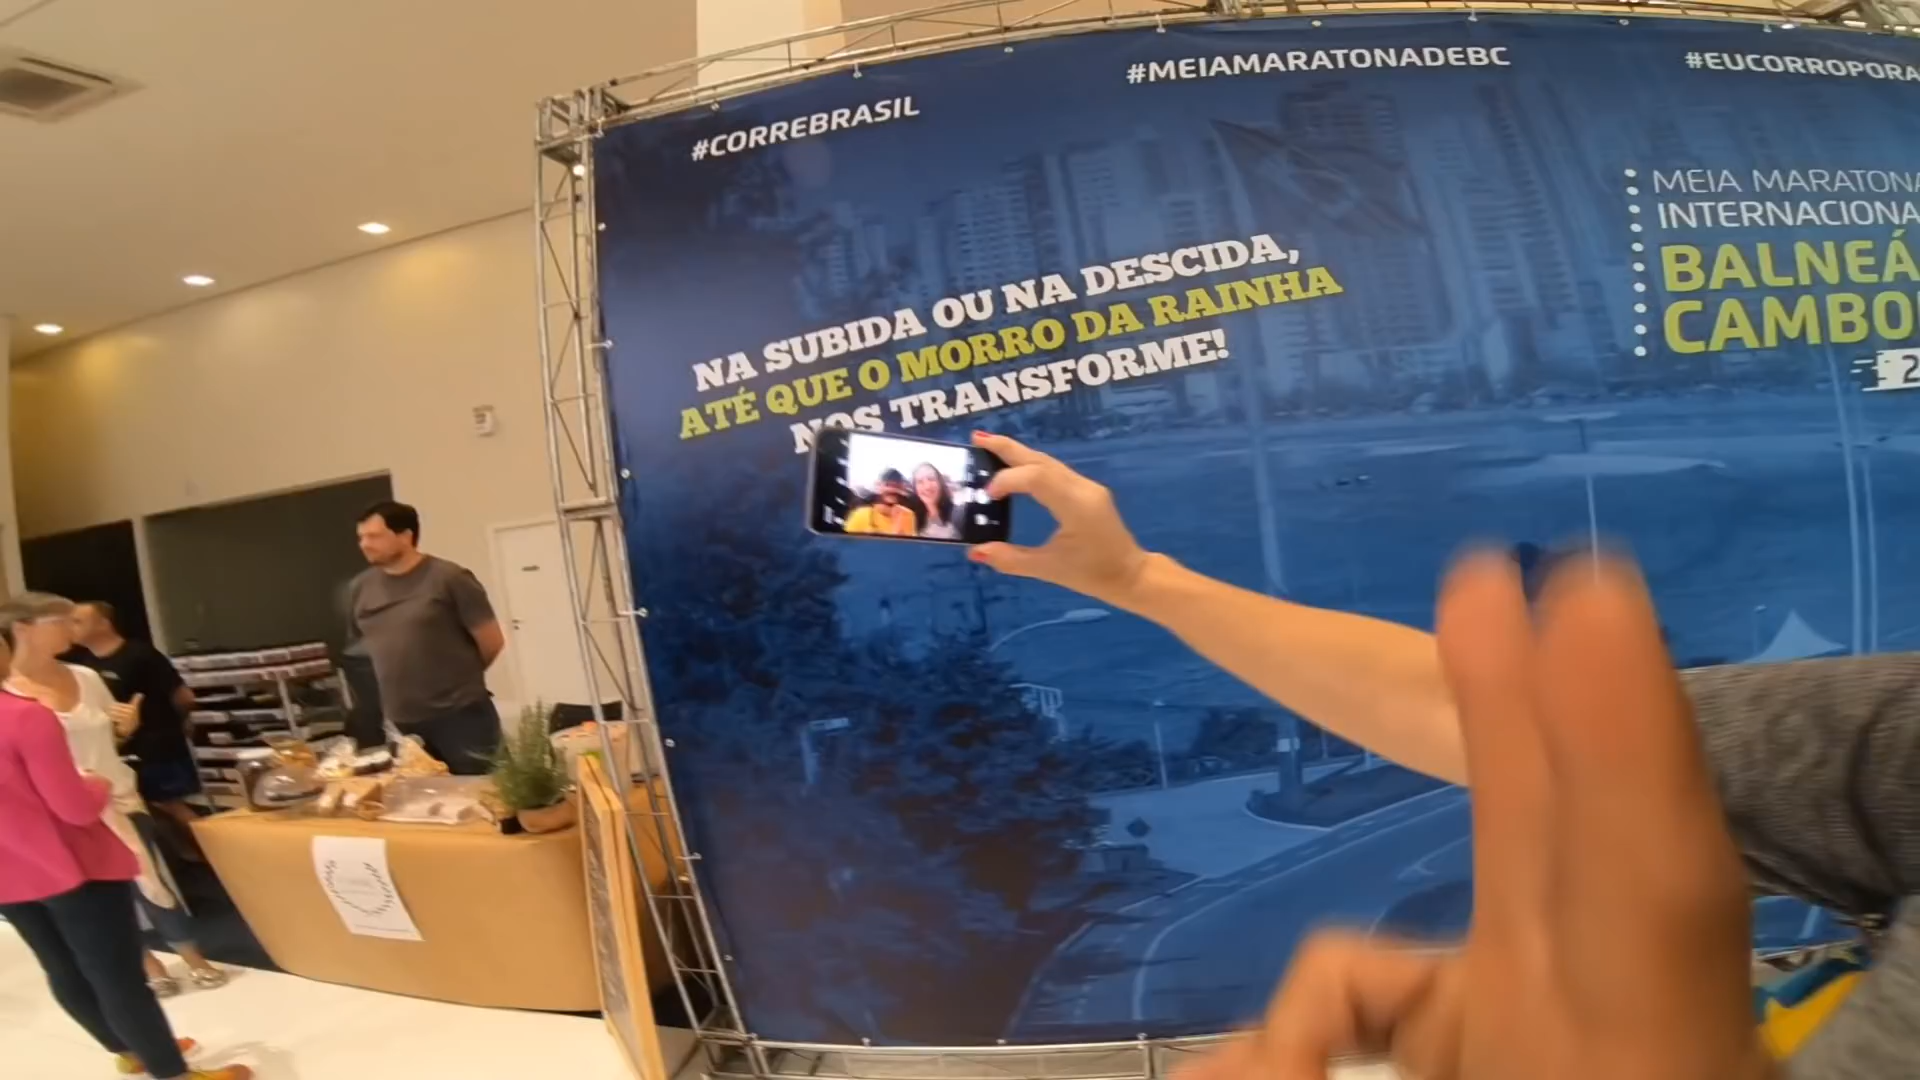 #CORREBRASIL
#MEIAMARATONADEBC
#EUCORROPORA
NA SUBIDA OU NA DESCIDA,
ATÉ QUE O MORRO DA RAINHA
NOS TRANSFORME!
MEIA MARATONA
INTERNACIONA
BALNEÁ
CAMBO
2